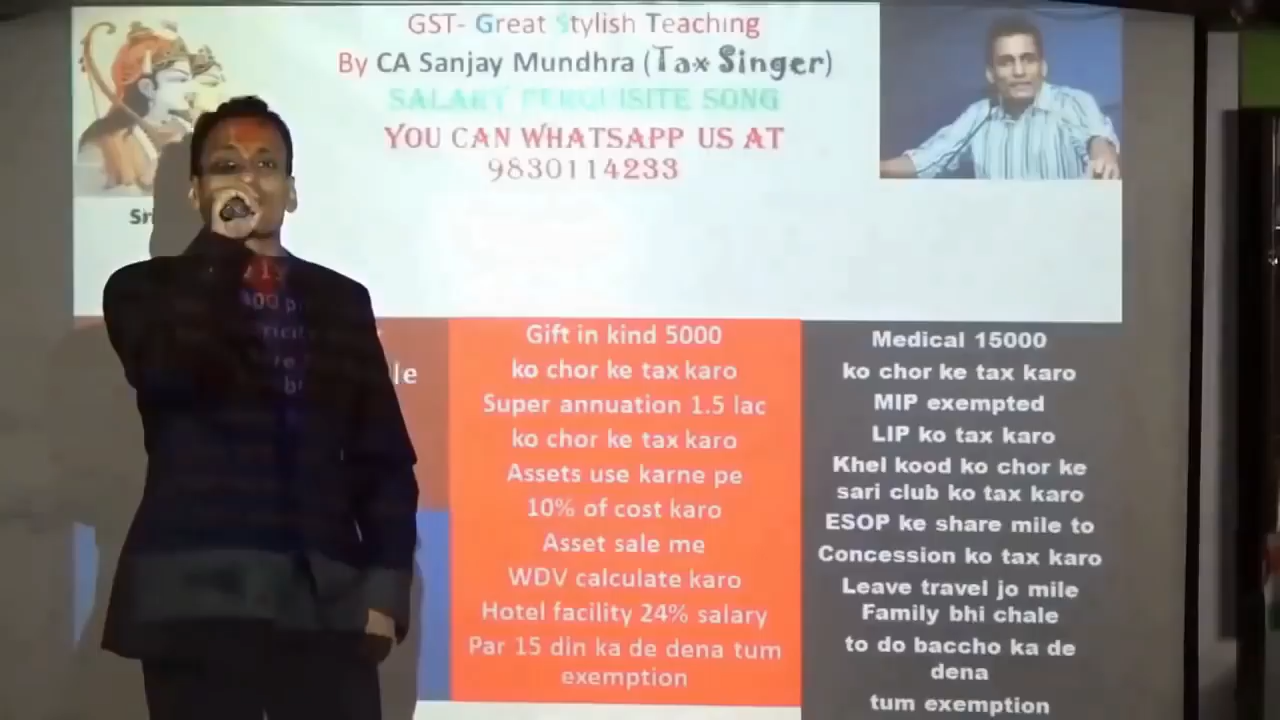 GST- Great Stylish Teaching
By CA Sanjay Mundhra (Tax Singer)
SALARY PERQUISITE SONG
YOU CAN WHATSAPP US AT
9830114233
Gift in kind 5000
ko chor ke tax karo
Super annuation 1.5 lac
ko chor ke tax karo
Assets use karne pe
10% of cost karo
Asset sale me
WDV calculate karo
Hotel facility 24% salary
Par 15 din ka de dena tum
exemption
Medical 15000
ko chor ke tax karo
MIP exempted
LIP ko tax karo
Khel kood ko chor ke
sari club ko tax karo
ESOP ke share mile to
Concession ko tax karo
Leave travel jo mile
Family bhi chale
to do baccho ka de
dena
tum exemption